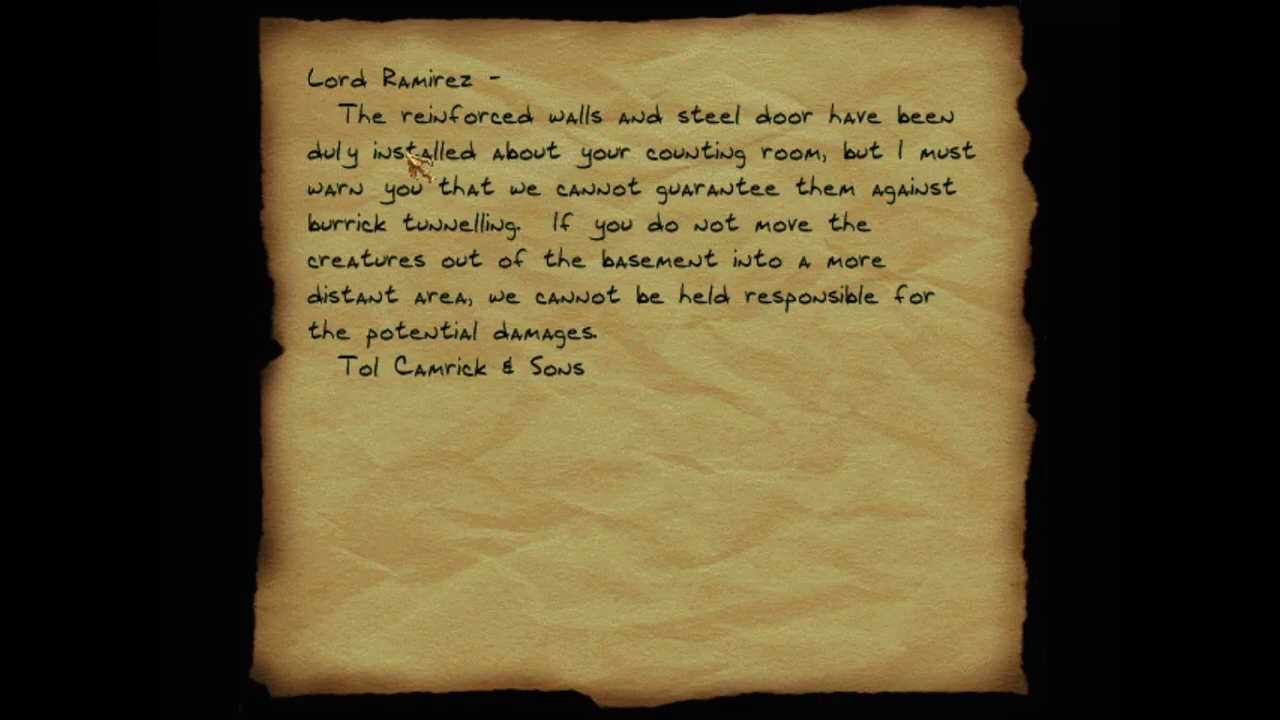 Lord Ramirez -
The reinforced walls and steel door have been
duly installed about your counting room, but I must
warn you that we cannot guarantee them against
burrick tunnelling. If you do not move the
creatures out of the basement into a more
distant area, we cannot be held responsible for
the potential damages.
Tol Camrick & Sons